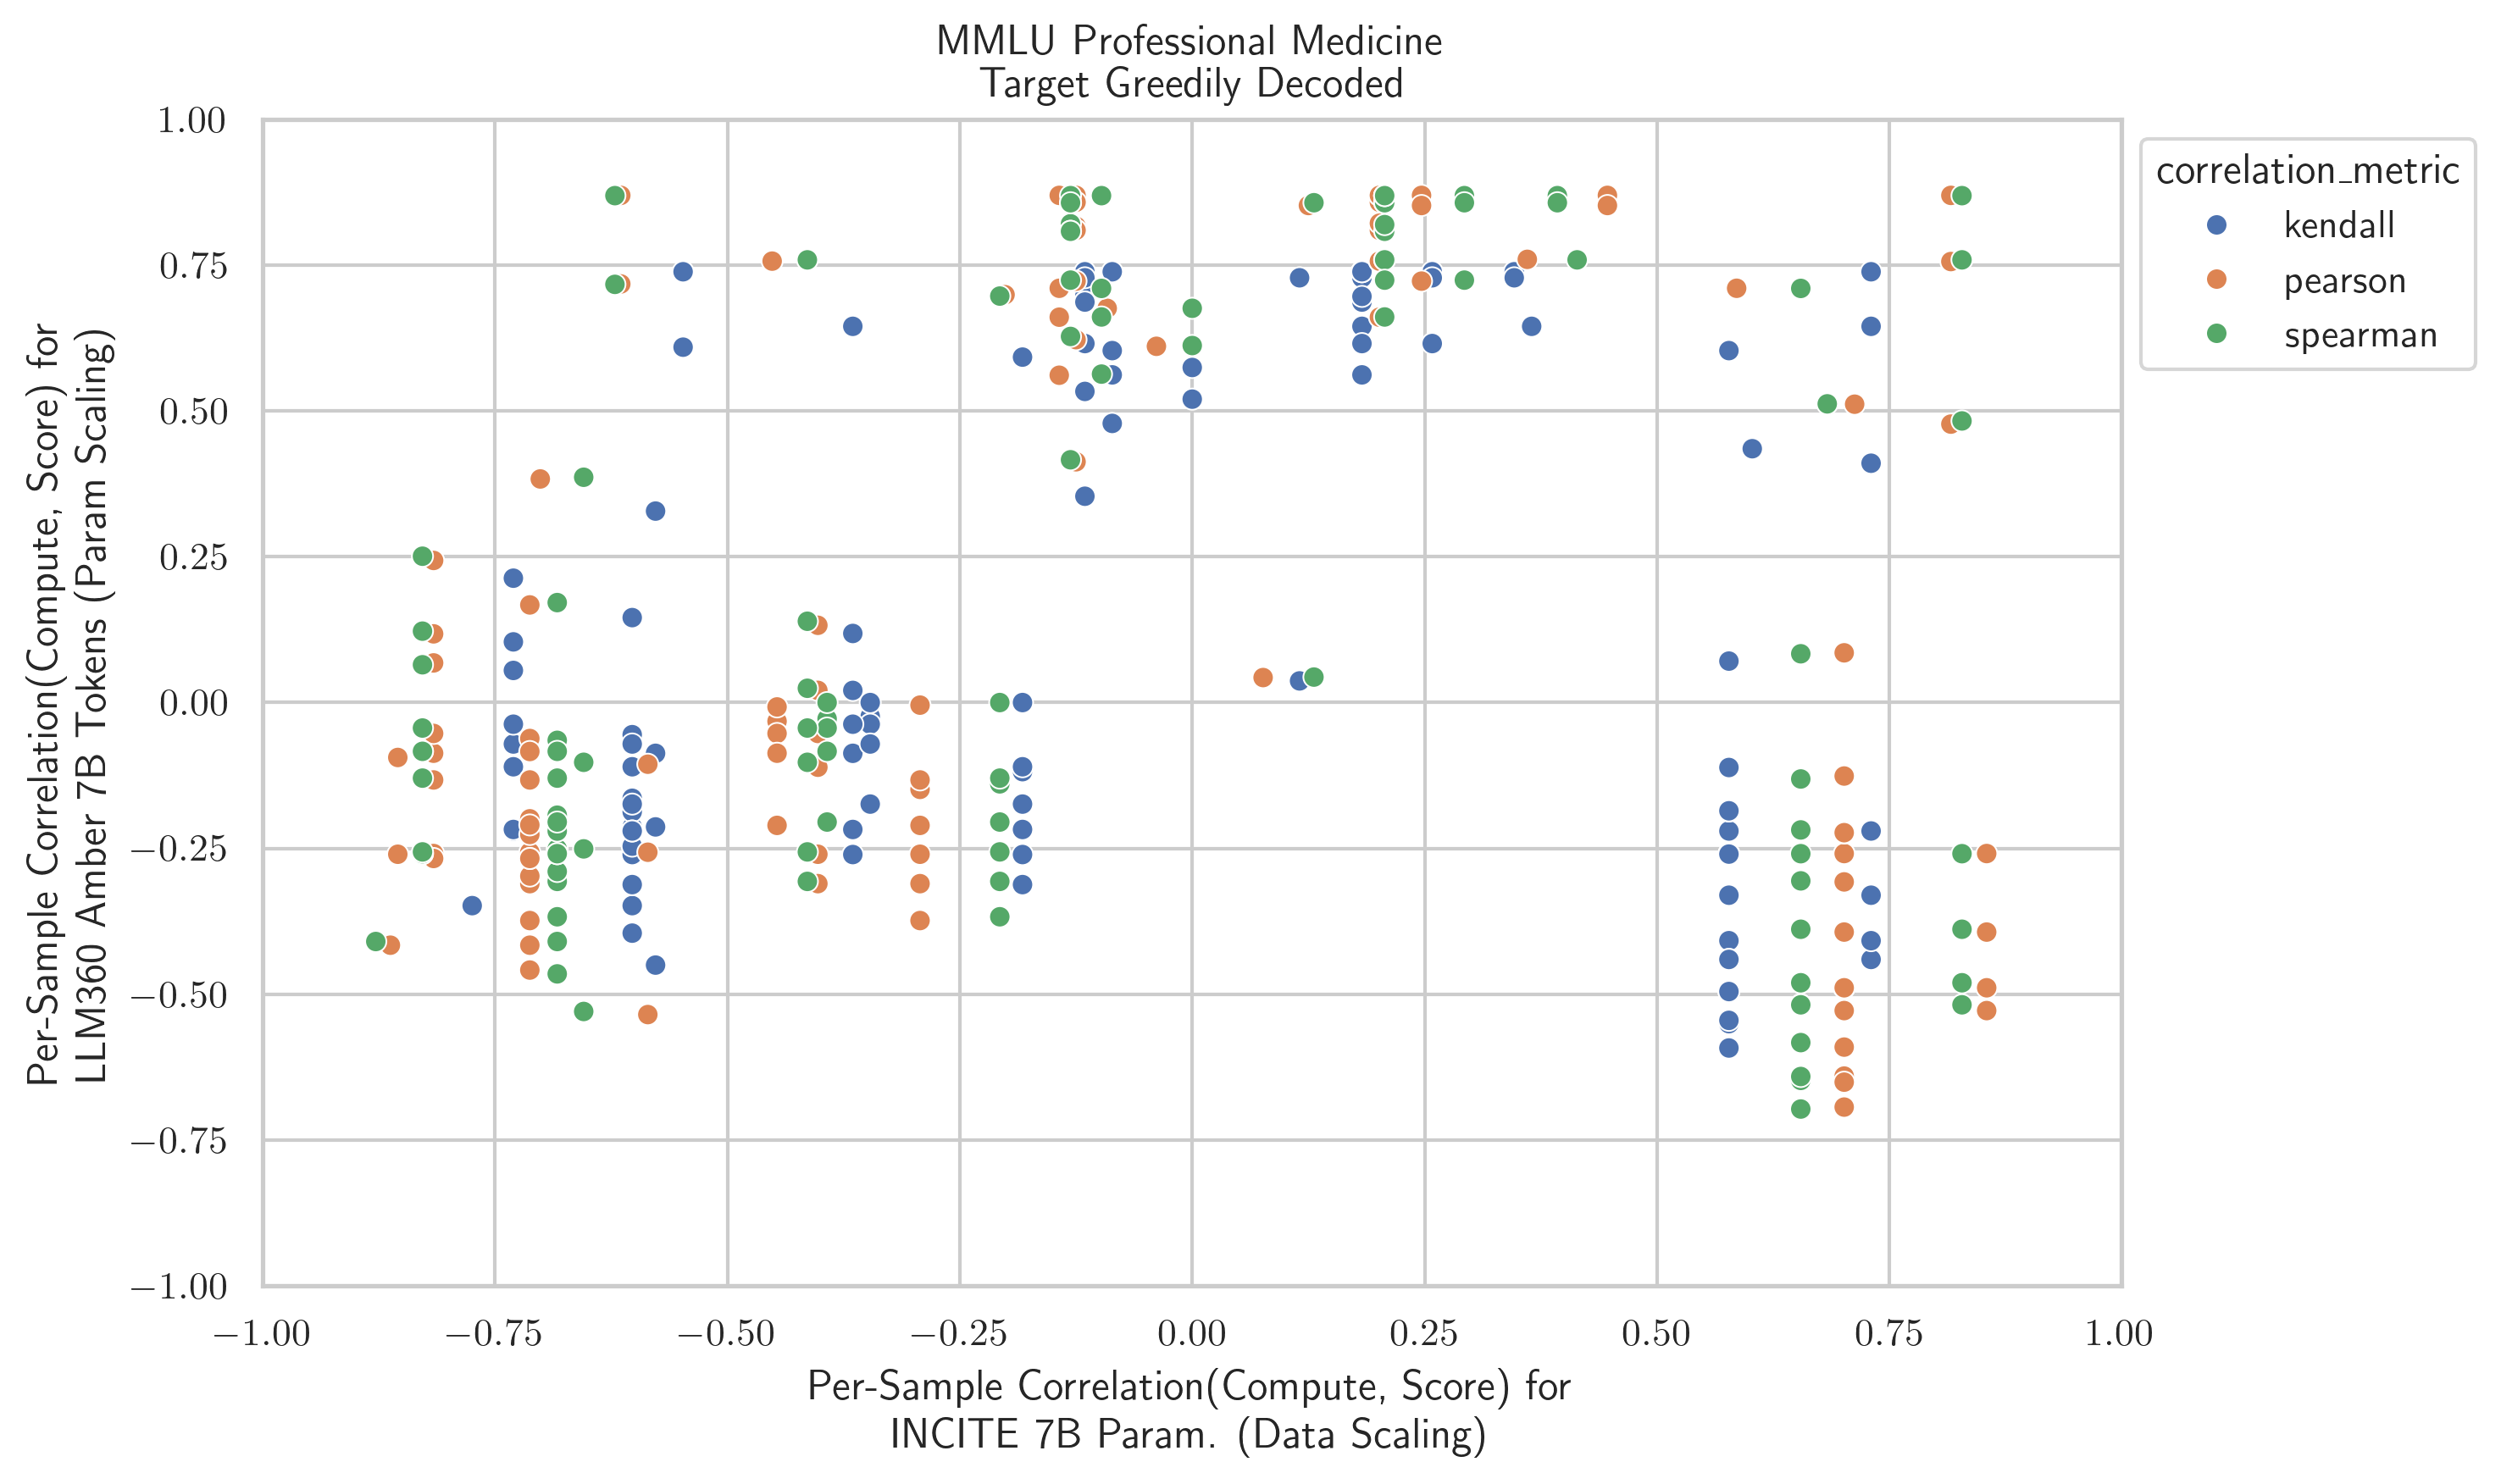 MMLU Professional Medicine
Target Greedily Decoded
1.00
0.75
0.50
0.25
0.00
−0.25
−0.50
−0.75
−1.00
Per-Sample Correlation(Compute, Score) for
LLM360 Amber 7B Tokens (Param Scaling)
correlation_metric
kendall
pearson
spearman
−1.00
−0.75
−0.50
−0.25
0.00
0.25
0.50
0.75
1.00
Per-Sample Correlation(Compute, Score) for
INCITE 7B Param. (Data Scaling)